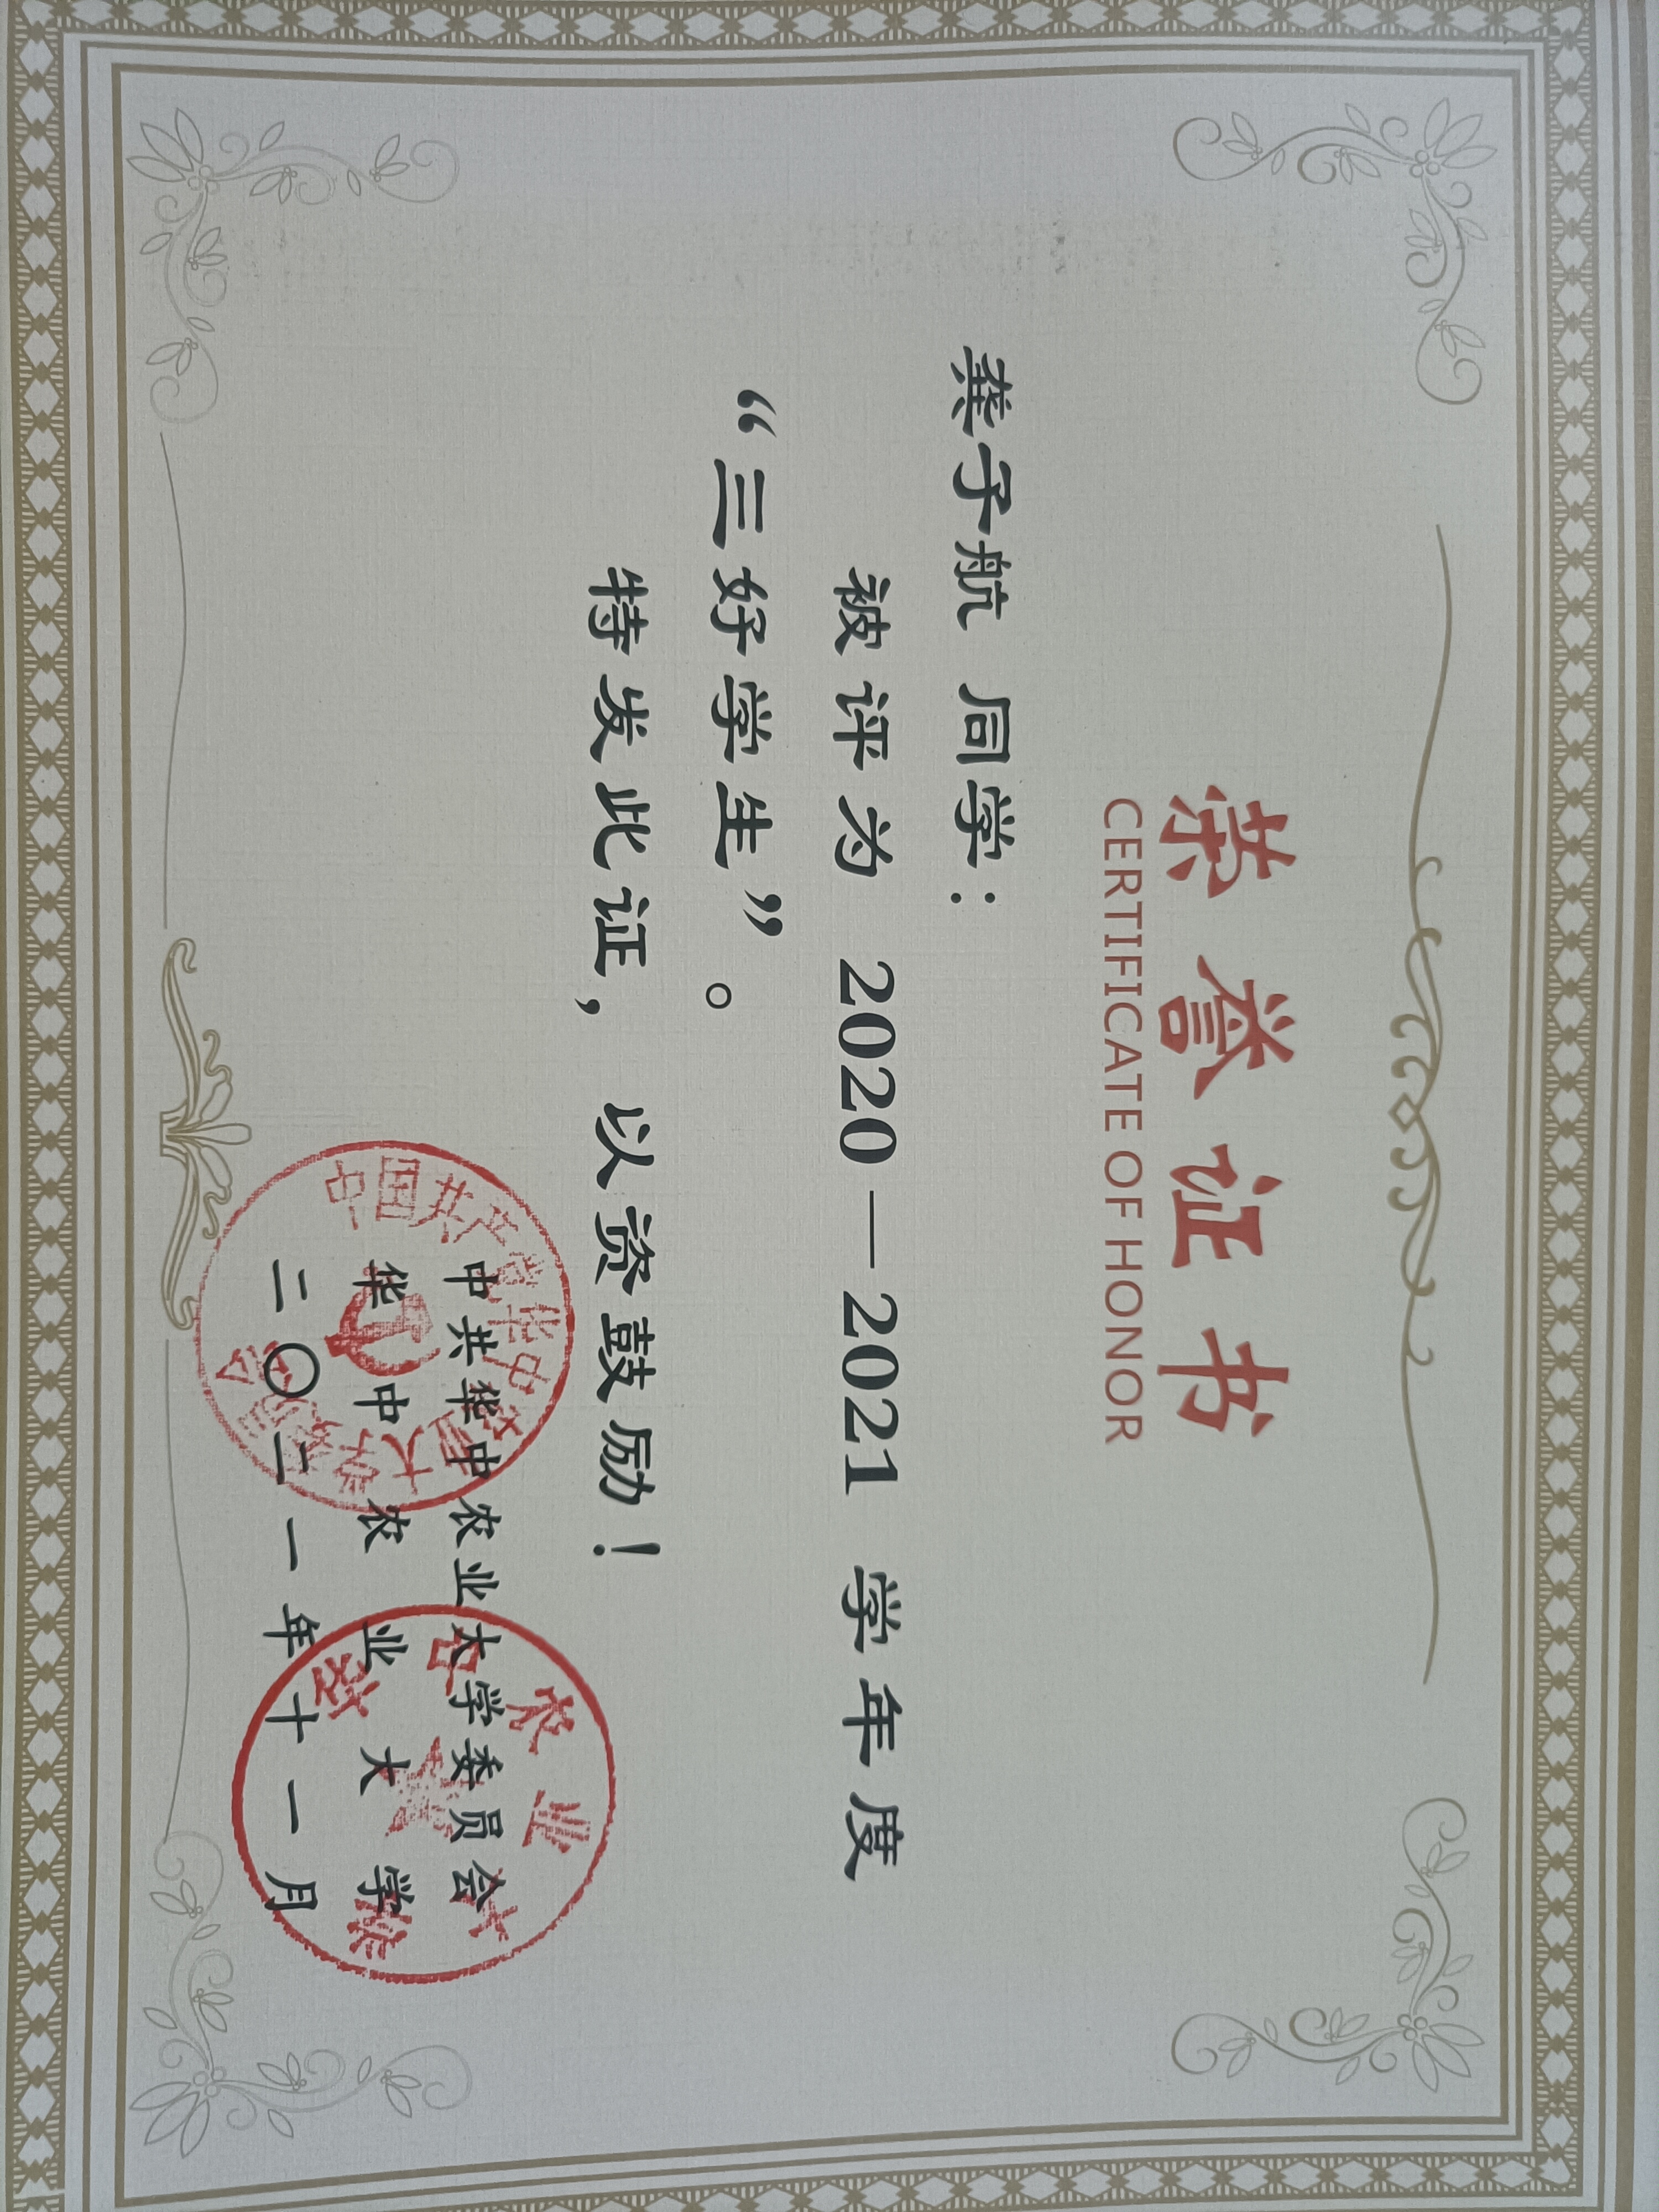 荣誉证书
CERTIFICATE OF HONOR
龚子航 同学：
被评为 2020—2021 学年度
“三好学生”。
特发此证，以资鼓励！
中共华中农业大学委员会
华中农业大学
二〇二一年十一月
中国共产党华中农业大学委员会
华中农业大学